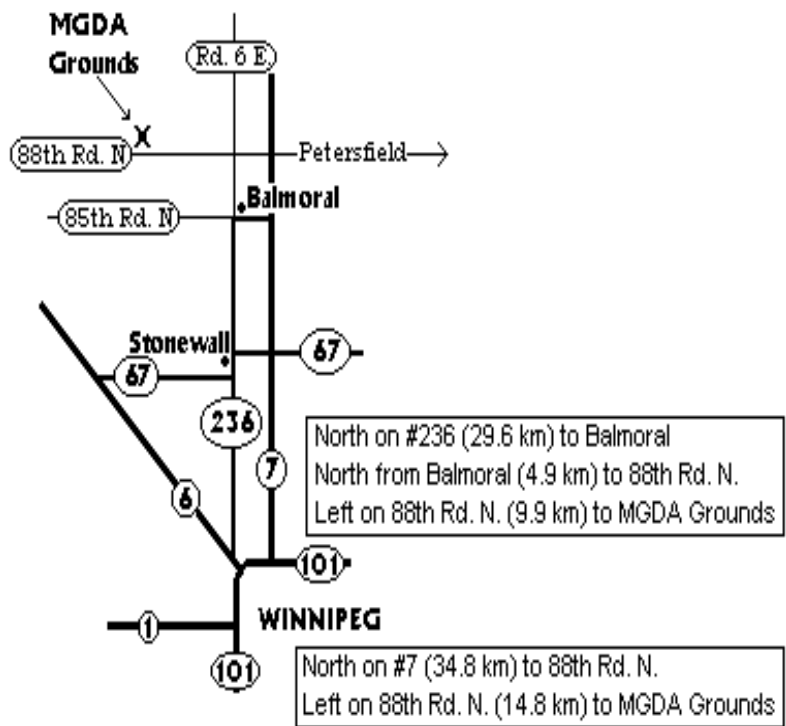 MGDA
Grounds
Rd. 6 E
88th Rd. N
Petersfield
Balmoral
85th Rd. N
Stonewall
67
67
236
7
6
North on #236 (29.6 km) to Balmoral
North from Balmoral (4.9 km) to 88th Rd. N.
Left on 88th Rd. N. (9.9 km) to MGDA Grounds
101
1
WINNIPEG
101
North on #7 (34.8 km) to 88th Rd. N.
Left on 88th Rd. N. (14.8 km) to MGDA Grounds